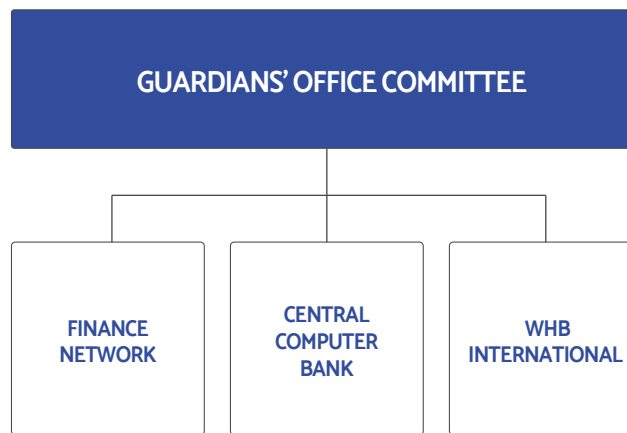 GUARDIANS’ OFFICE COMMITTEE
FINANCE
NETWORK
CENTRAL
COMPUTER
BANK
WHB
INTERNATIONAL